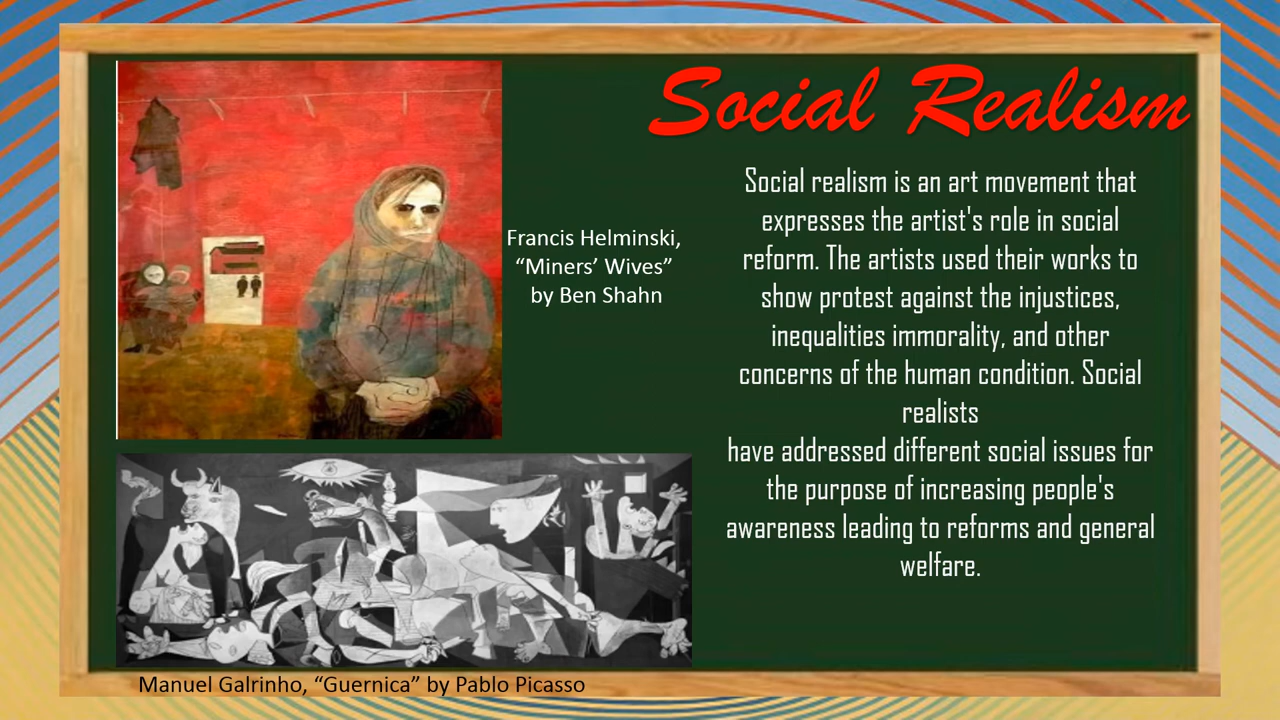 Social Realism
Francis Helminski,
“Miners’ Wives”
by Ben Shahn
Social realism is an art movement that
expresses the artist's role in social
reform. The artists used their works to
show protest against the injustices,
inequalities immorality, and other
concerns of the human condition. Social
realists
have addressed different social issues for
the purpose of increasing people's
awareness leading to reforms and general
welfare.
Manuel Galrinho, “Guernica” by Pablo Picasso